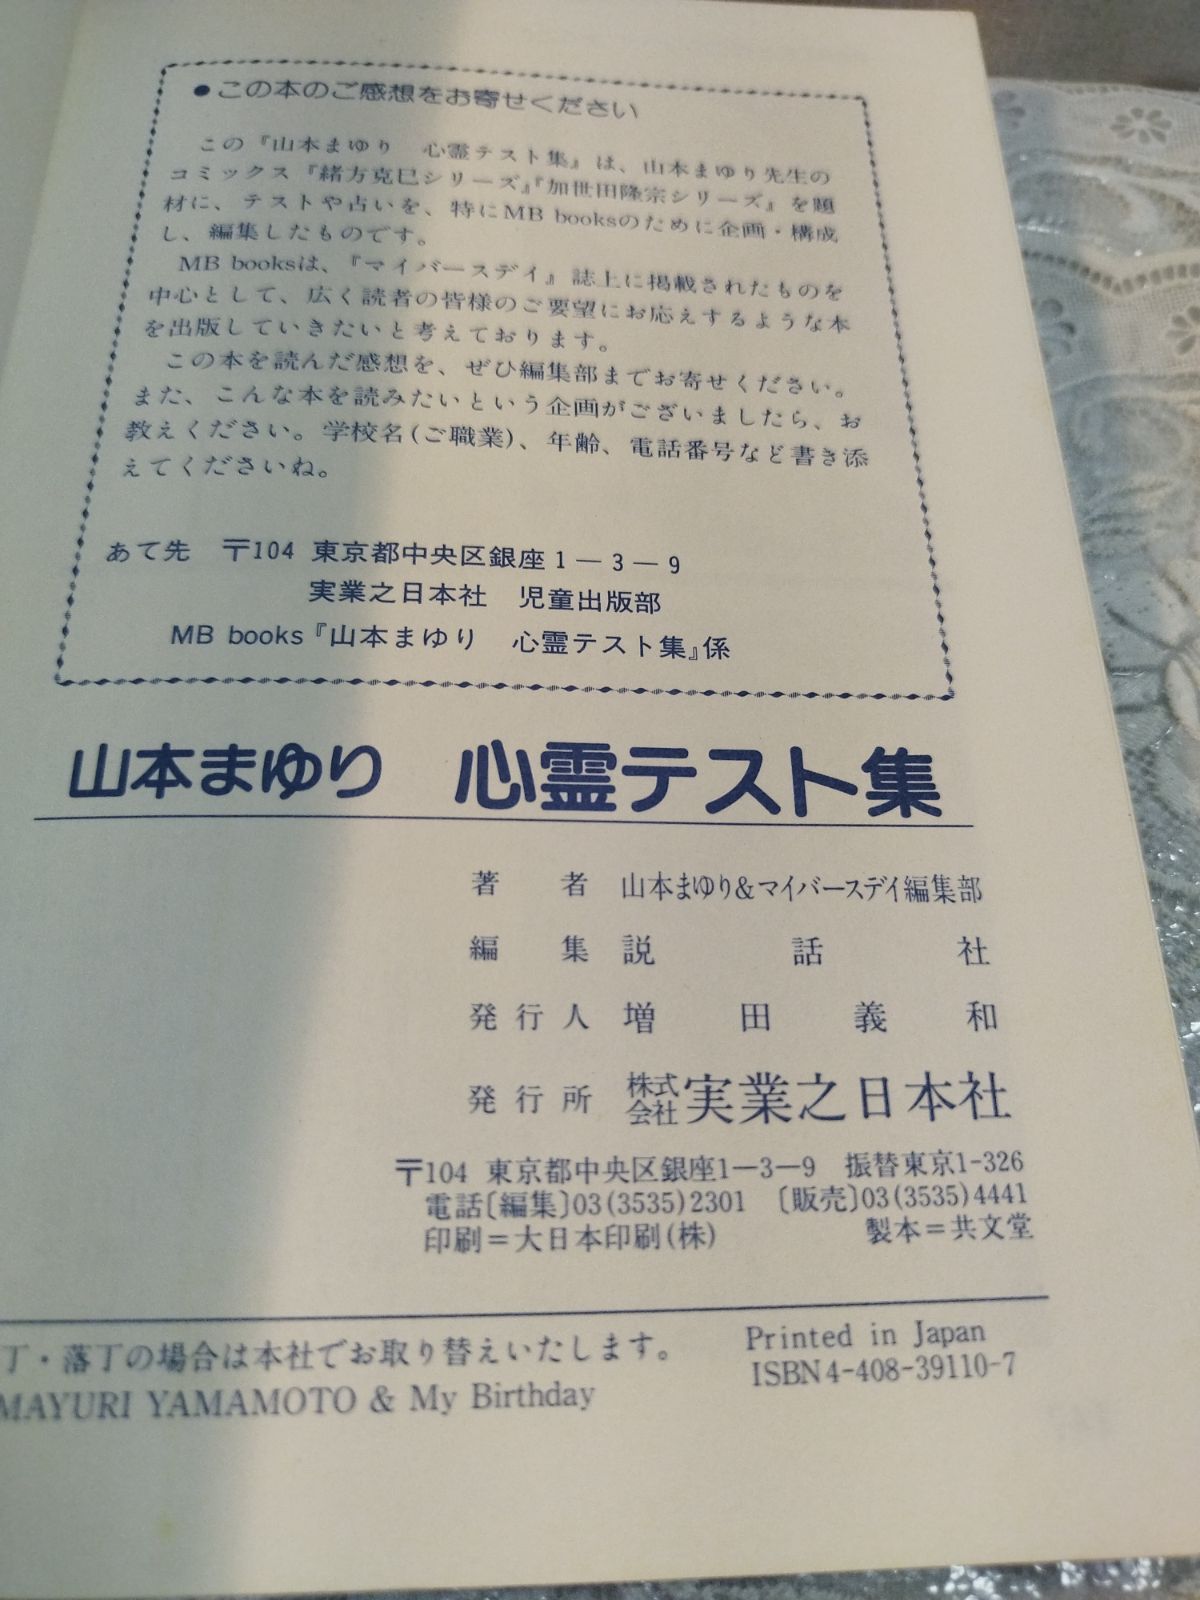 ●この本のご感想をお寄せください
この『山本まゆり　心霊テスト集』は、山本まゆり先生の
コミックス『緒方克巳シリーズ』『加世田隆宗シリーズ』を題
材に、テストや占いを、特にMB booksのために企画・構成
し、編集したものです。
MB booksは、『マイバースデイ』誌上に掲載されたものを
中心として、広く読者の皆様のご要望にお応えするような本
を出版していきたいと考えております。
この本を読んだ感想を、ぜひ編集部までお寄せください。
また、こんな本を読みたいという企画がございましたら、お
教えください。学校名(ご職業)、年齢、電話番号など書き添
えてくださいね。
あて先　〒104 東京都中央区銀座1―3―9
実業之日本社　児童出版部
MB books『山本まゆり　心霊テスト集』係
山本まゆり　心霊テスト集
著者　山本まゆり&マイバースデイ編集部
編集　説話社
発行人　増田義和
発行所　株式会社実業之日本社
〒104 東京都中央区銀座1―3―9　振替東京1-326
電話〔編集〕03(3535)2301　〔販売〕03(3535)4441
印刷＝大日本印刷(株)　製本＝共文堂
丁・落丁の場合は本社でお取り替えいたします。　Printed in Japan
MAYURI YAMAMOTO & My Birthday　ISBN4-408-39110-7